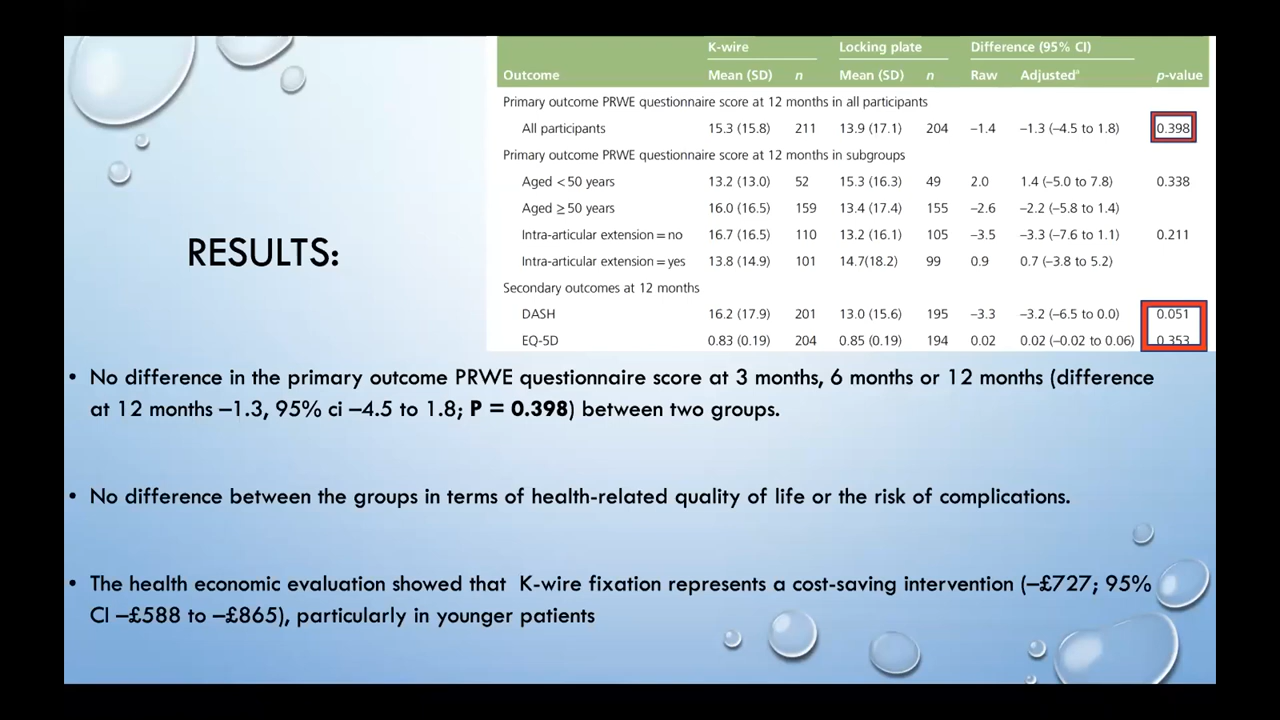 K-wire Locking plate Difference (95% CI)
Outcome Mean (SD) n Mean (SD) n Raw Adjustedᵃ p-value
Primary outcome PRWE questionnaire score at 12 months in all participants
All participants 15.3 (15.8) 211 13.9 (17.1) 204 –1.4 –1.3 (–4.5 to 1.8) 0.398
Primary outcome PRWE questionnaire score at 12 months in subgroups
Aged < 50 years 13.2 (13.0) 52 15.3 (16.3) 49 2.0 1.4 (–5.0 to 7.8) 0.338
Aged ≥ 50 years 16.0 (16.5) 159 13.4 (17.4) 155 –2.6 –2.2 (–5.8 to 1.4)
Intra-articular extension = no 16.7 (16.5) 110 13.2 (16.1) 105 –3.5 –3.3 (–7.6 to 1.1) 0.211
Intra-articular extension = yes 13.8 (14.9) 101 14.7(18.2) 99 0.9 0.7 (–3.8 to 5.2)
Secondary outcomes at 12 months
DASH 16.2 (17.9) 201 13.0 (15.6) 195 –3.3 –3.2 (–6.5 to 0.0) 0.051
EQ-5D 0.83 (0.19) 204 0.85 (0.19) 194 0.02 0.02 (–0.02 to 0.06) 0.353
RESULTS:
• No difference in the primary outcome PRWE questionnaire score at 3 months, 6 months or 12 months (difference
at 12 months –1.3, 95% ci –4.5 to 1.8; P = 0.398) between two groups.
• No difference between the groups in terms of health-related quality of life or the risk of complications.
• The health economic evaluation showed that K-wire fixation represents a cost-saving intervention (–£727; 95%
CI –£588 to –£865), particularly in younger patients